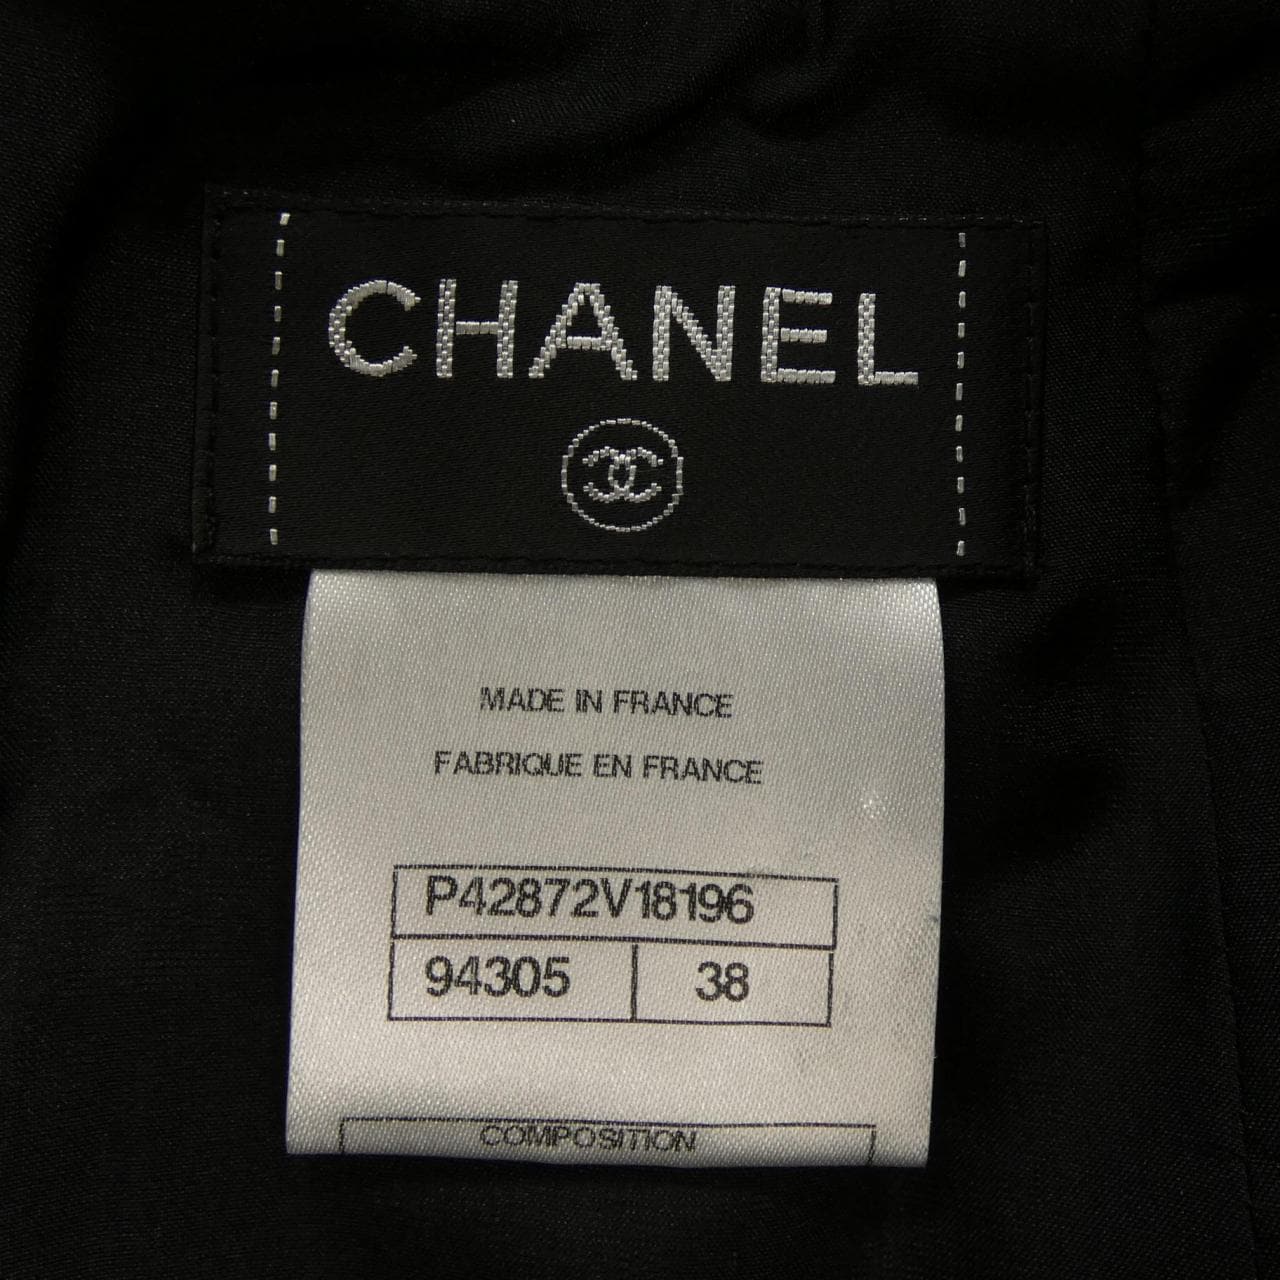 CHANEL
MADE IN FRANCE
FABRIQUE EN FRANCE
P42872V18196
94305 38
COMPOSITION